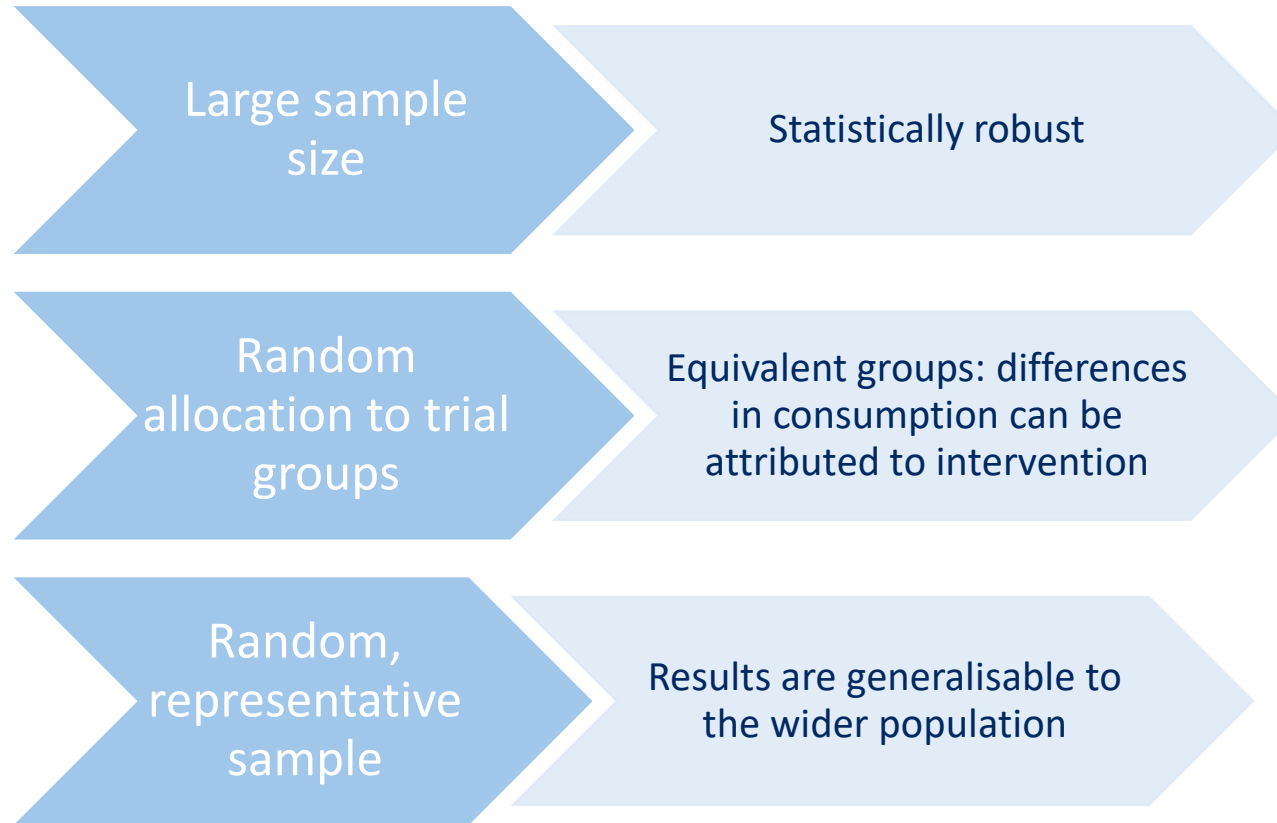 Large sample
size
Statistically robust
Random
allocation to trial
groups
Equivalent groups: differences
in consumption can be
attributed to intervention
Random,
representative
sample
Results are generalisable to
the wider population